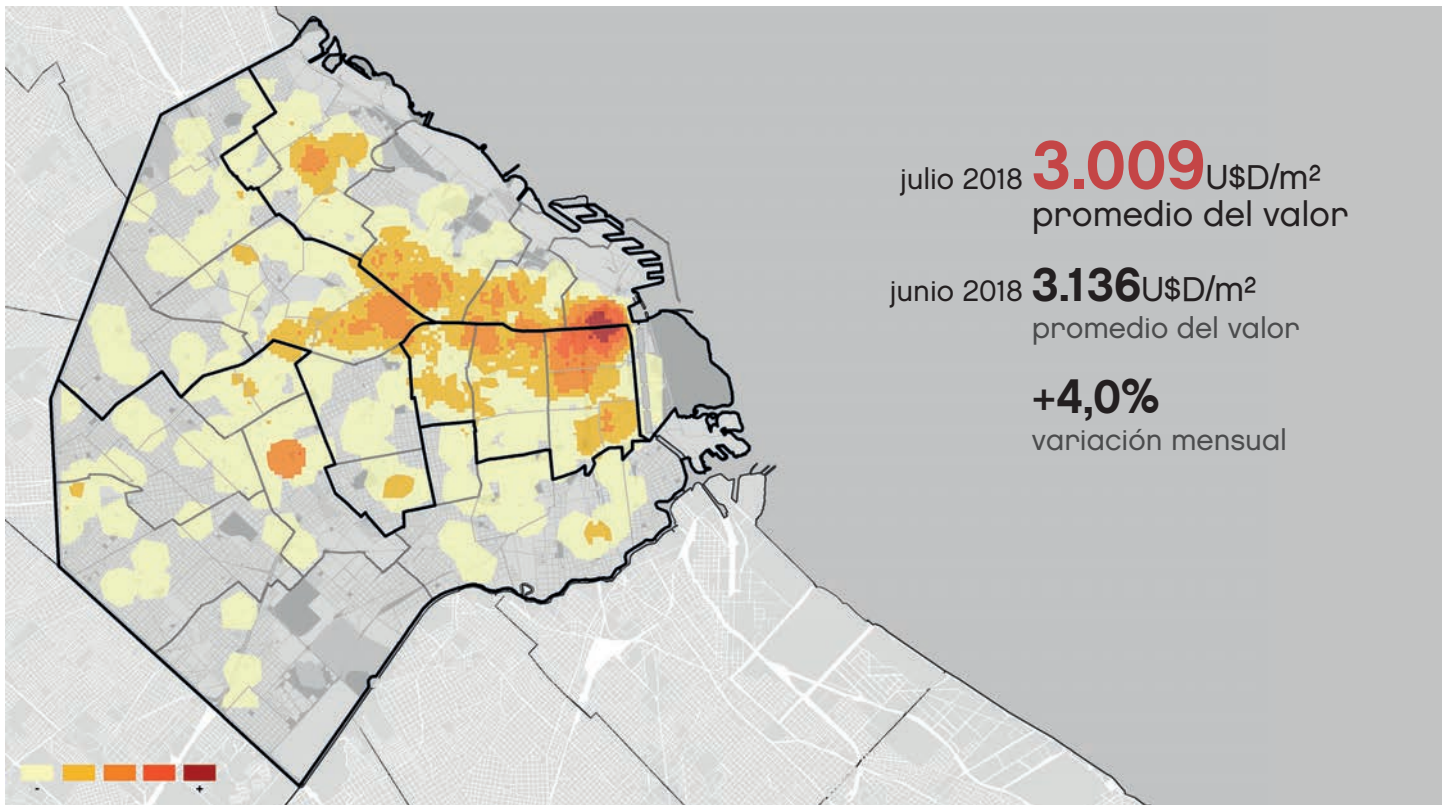 julio 2018 3.009U$D/m²
promedio del valor
junio 2018 3.136U$D/m²
promedio del valor
+4,0%
variación mensual
- +